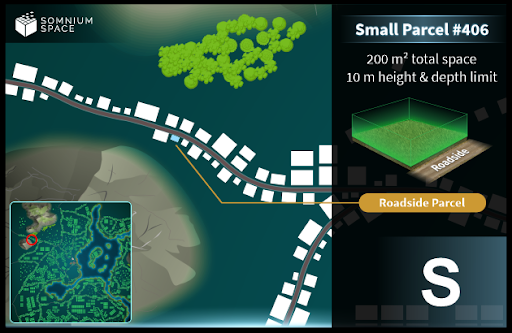 SOMNIUM
SPACE
Small Parcel #406
200 m² total space
10 m height & depth limit
Roadside
Roadside Parcel
S